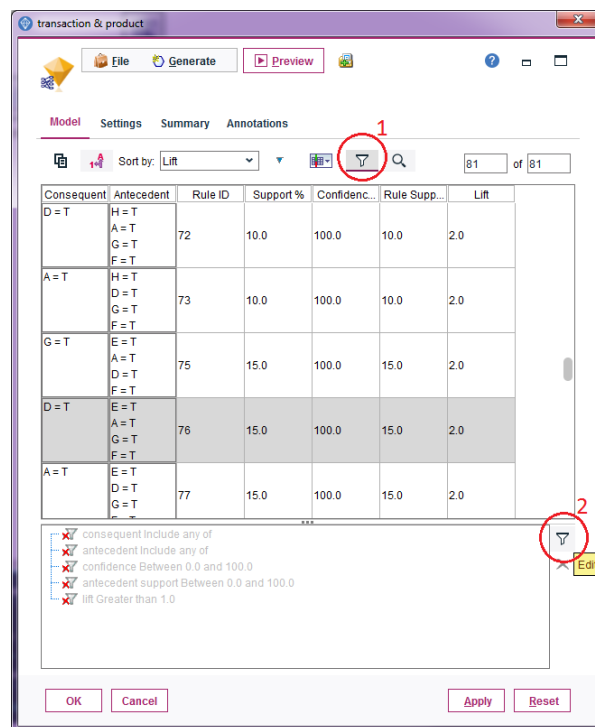 transaction & product
File Generate Preview
Model Settings Summary Annotations
1
Sort by: Lift 81 of 81
Consequent Antecedent Rule ID Support % Confidenc... Rule Supp... Lift
D = T H = T
A = T
G = T
F = T
72 10.0 100.0 10.0 2.0
A = T H = T
D = T
G = T
F = T
73 10.0 100.0 10.0 2.0
G = T E = T
A = T
D = T
F = T
75 15.0 100.0 15.0 2.0
D = T E = T
A = T
G = T
F = T
76 15.0 100.0 15.0 2.0
A = T E = T
D = T
G = T
77 15.0 100.0 15.0 2.0
2
consequent Include any of
antecedent Include any of
confidence Between 0.0 and 100.0
antecedent support Between 0.0 and 100.0
lift Greater than 1.0
Edit
OK Cancel Apply Reset